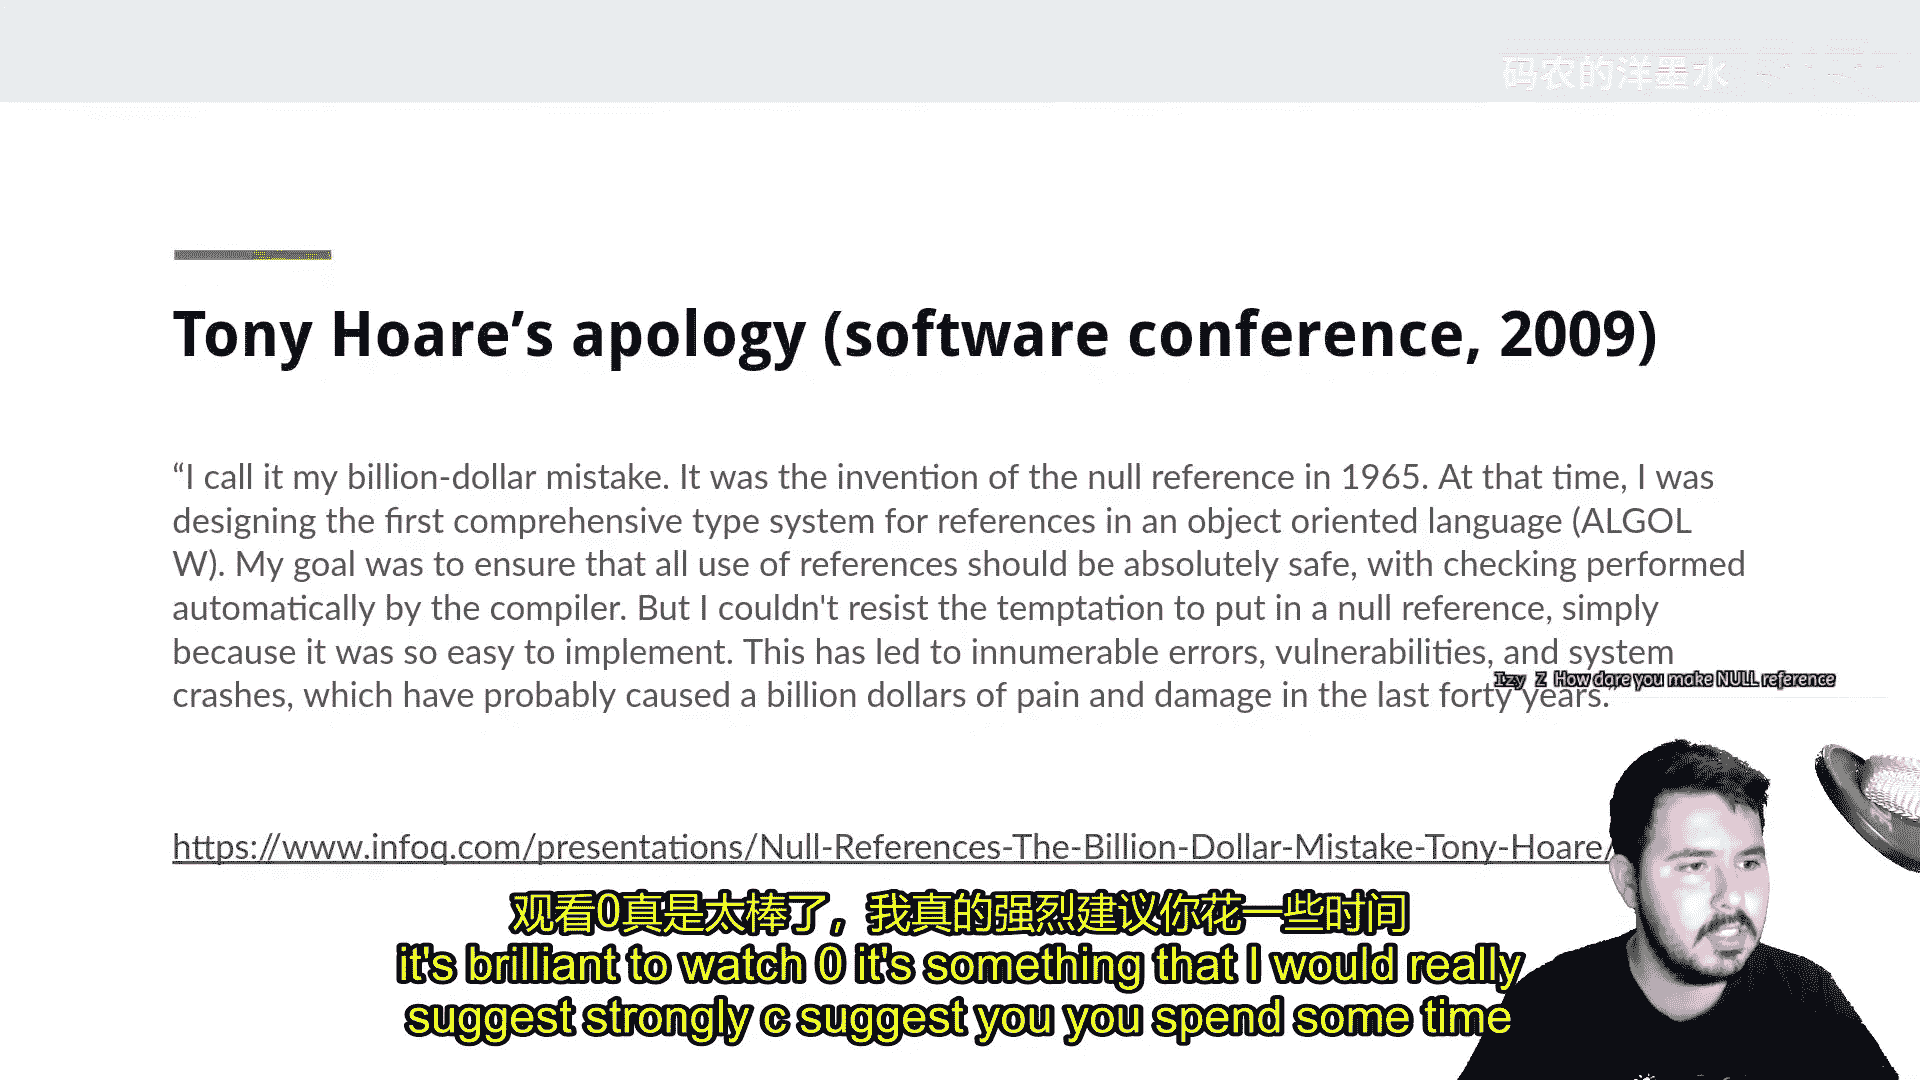 码农的洋墨水
Tony Hoare’s apology (software conference, 2009)
“I call it my billion-dollar mistake. It was the invention of the null reference in 1965. At that time, I was
designing the first comprehensive type system for references in an object oriented language (ALGOL
W). My goal was to ensure that all use of references should be absolutely safe, with checking performed
automatically by the compiler. But I couldn't resist the temptation to put in a null reference, simply
because it was so easy to implement. This has led to innumerable errors, vulnerabilities, and system
crashes, which have probably caused a billion dollars of pain and damage in the last forty years.”
Izy Z How dare you make NULL reference
https://www.infoq.com/presentations/Null-References-The-Billion-Dollar-Mistake-Tony-Hoare/
观看0真是太棒了，我真的强烈建议你花一些时间
it's brilliant to watch 0 it's something that I would really
suggest strongly c suggest you you spend some time